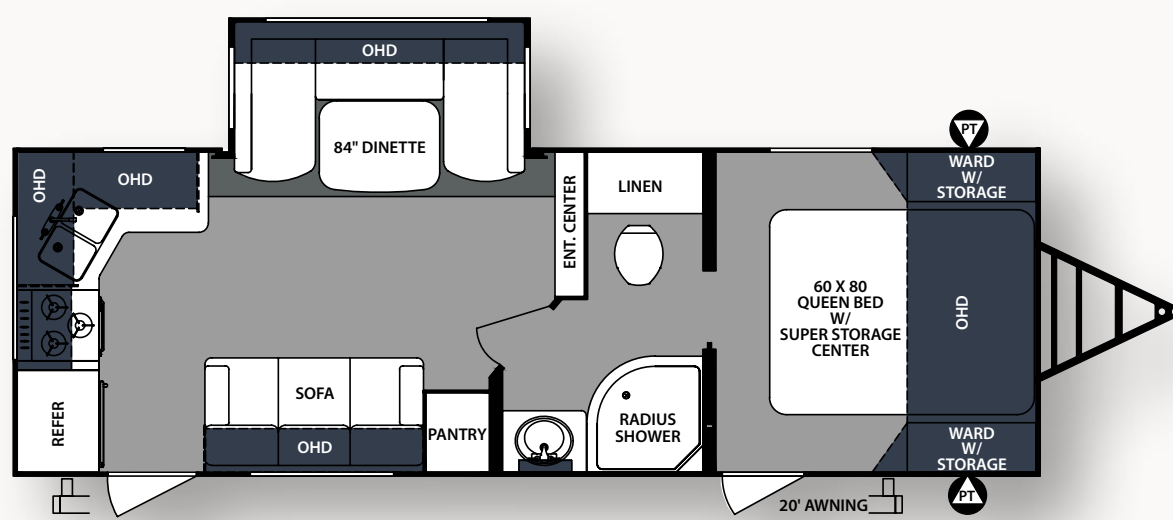 OHD
84" DINETTE
OHD
OHD
REFER
SOFA
OHD
PANTRY
ENT. CENTER
LINEN
RADIUS
SHOWER
PT
WARD
W/
STORAGE
60 X 80
QUEEN BED
W/
SUPER STORAGE
CENTER
OHD
WARD
W/
STORAGE
PT
20' AWNING